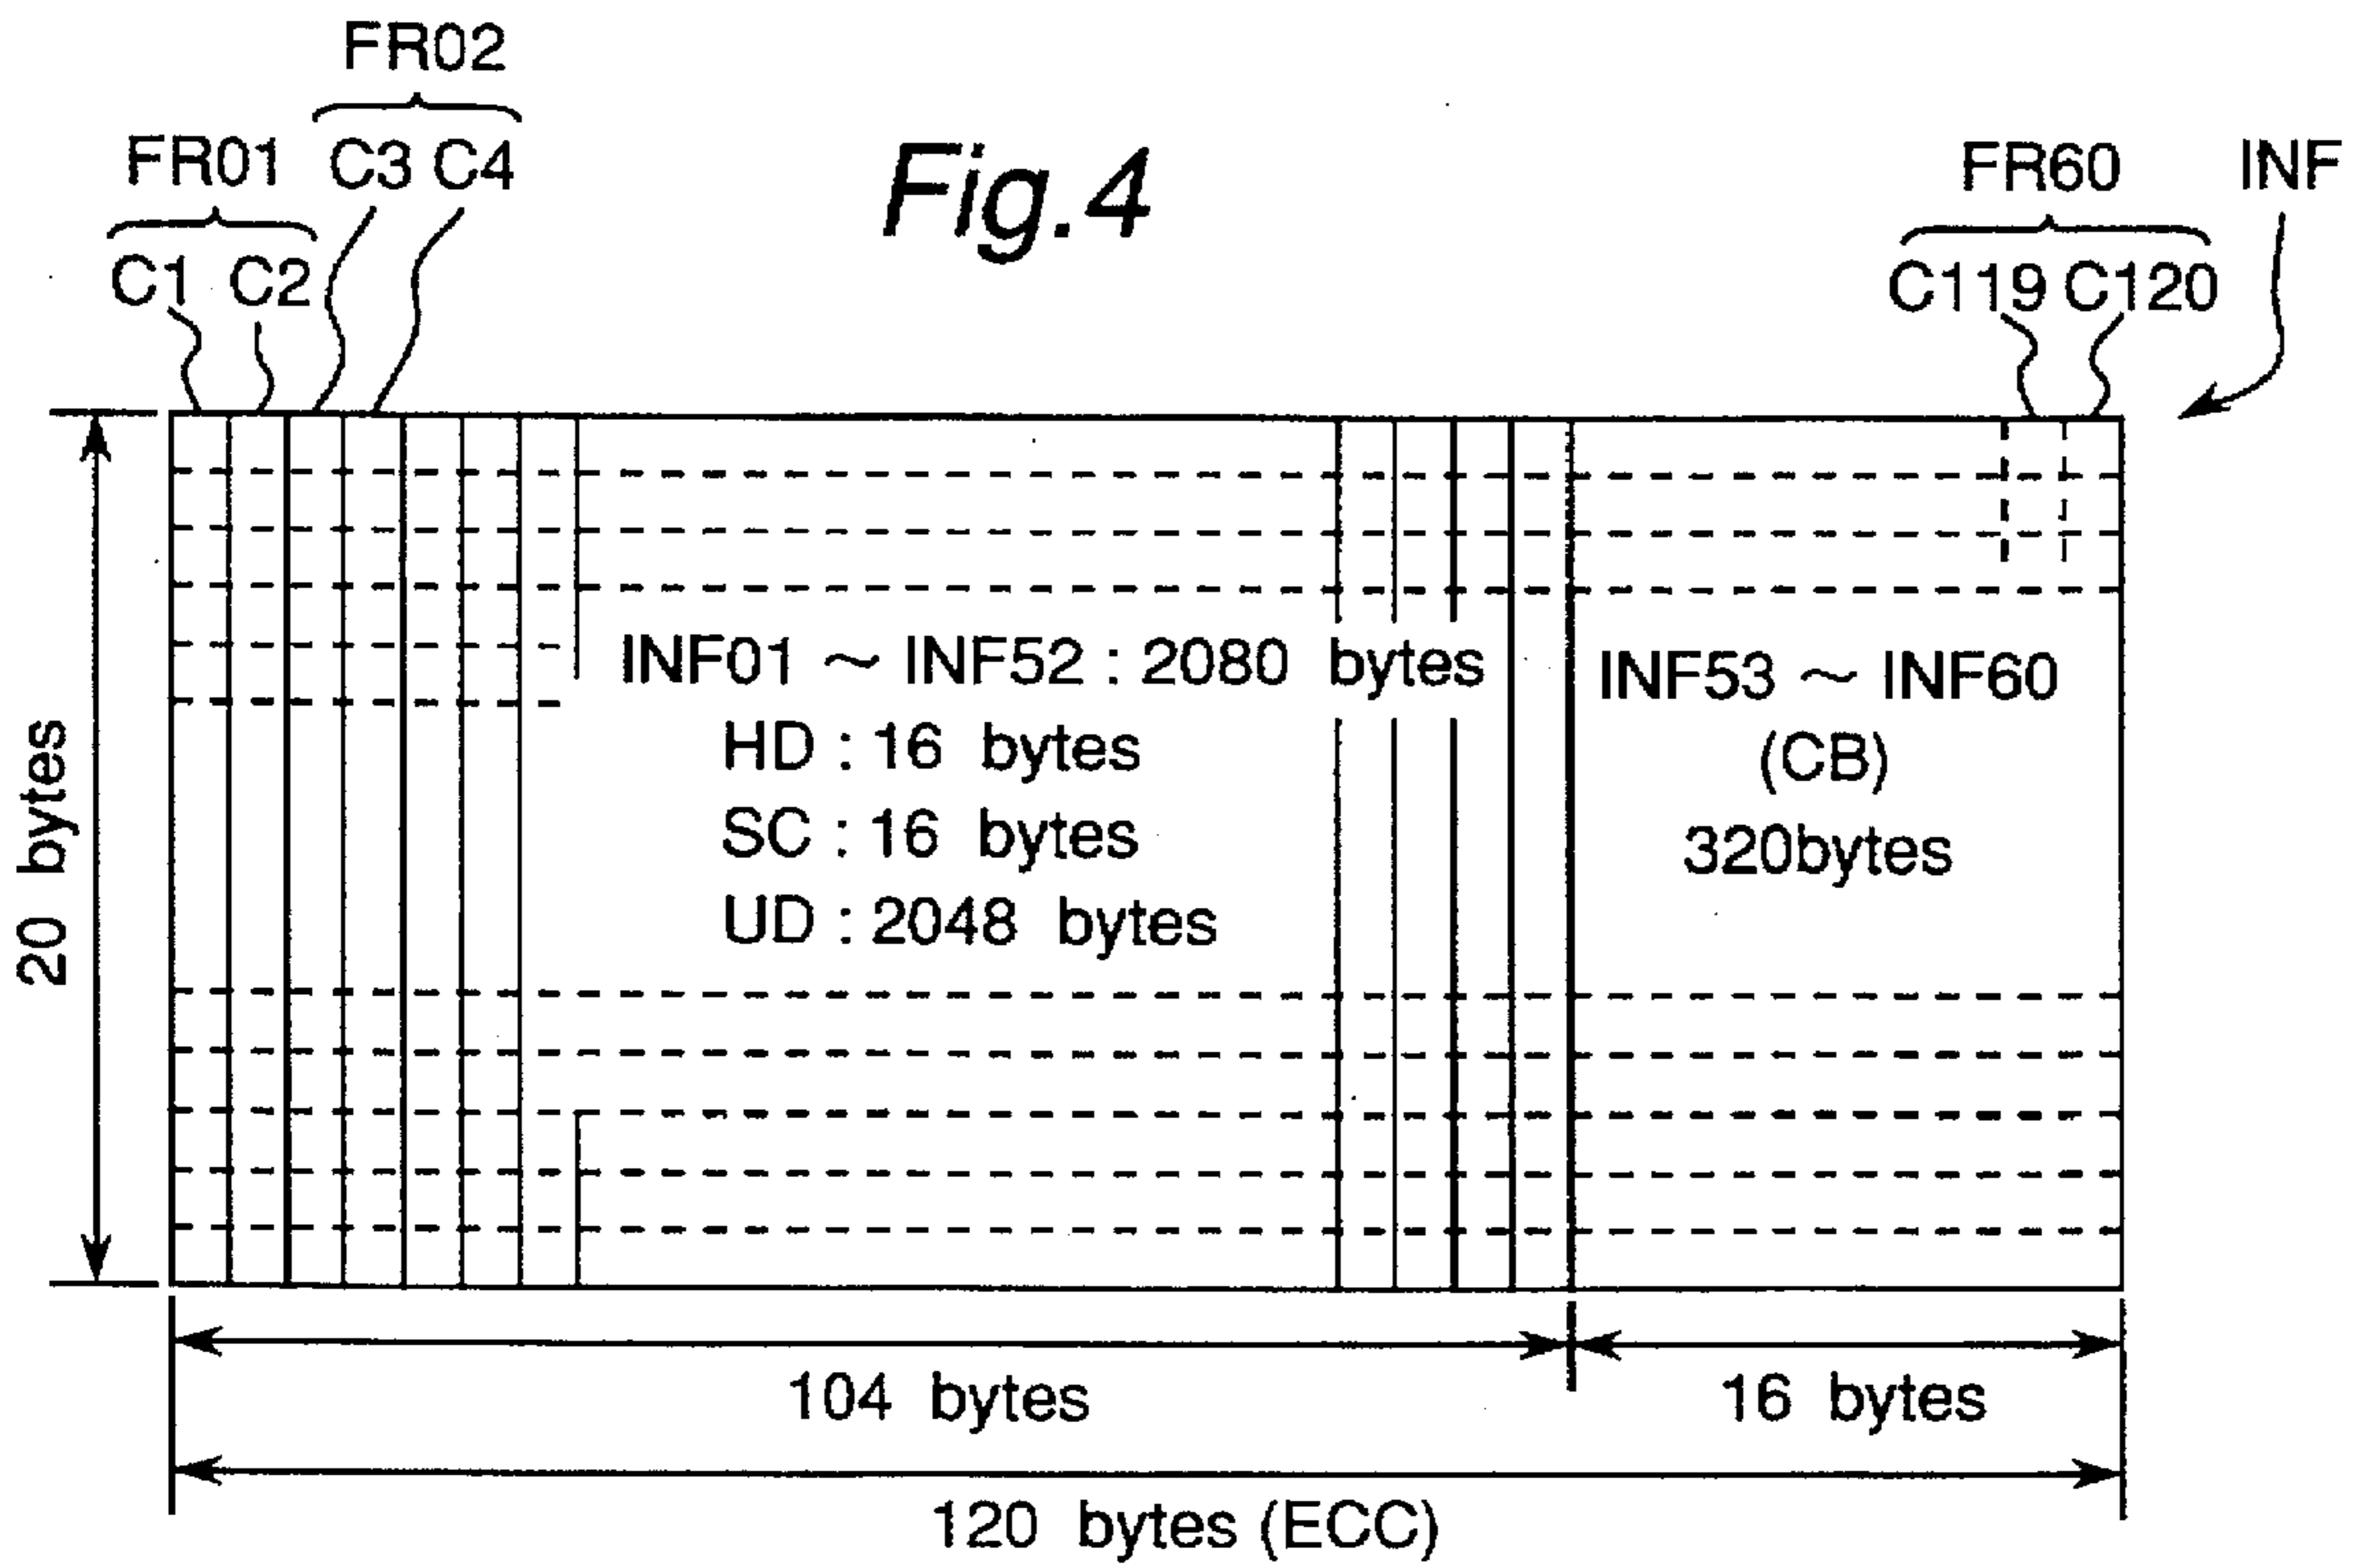 FR02
FR01
C3 C4
Fig.4
FR60
INF
C1 C2
C119 C120
20 bytes
INF01 ~ INF52 : 2080 bytes
HD : 16 bytes
SC : 16 bytes
UD : 2048 bytes
INF53 ~ INF60
(CB)
320bytes
104 bytes
16 bytes
120 bytes (ECC)